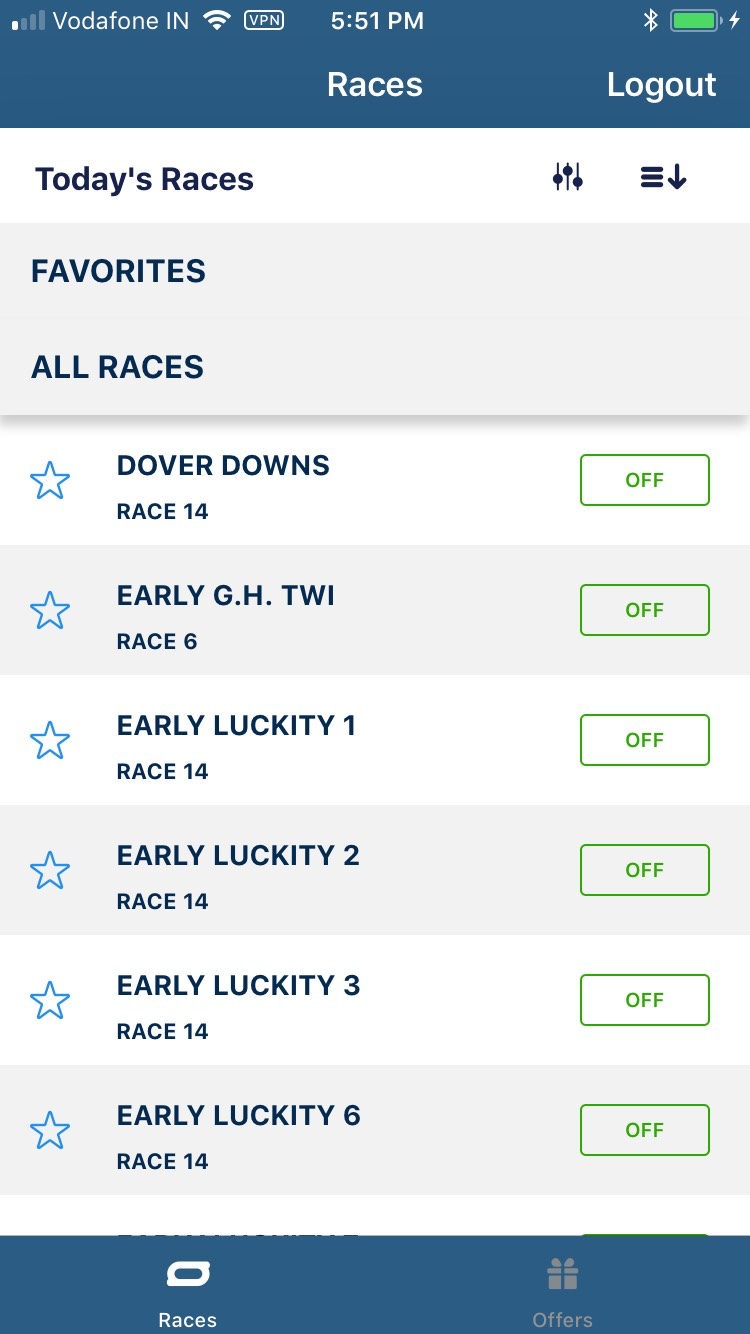 Vodafone IN VPN 5:51 PM
Races Logout
Today's Races
FAVORITES
ALL RACES
DOVER DOWNS
RACE 14
OFF
EARLY G.H. TWI
RACE 6
OFF
EARLY LUCKITY 1
RACE 14
OFF
EARLY LUCKITY 2
RACE 14
OFF
EARLY LUCKITY 3
RACE 14
OFF
EARLY LUCKITY 6
RACE 14
OFF
Races Offers